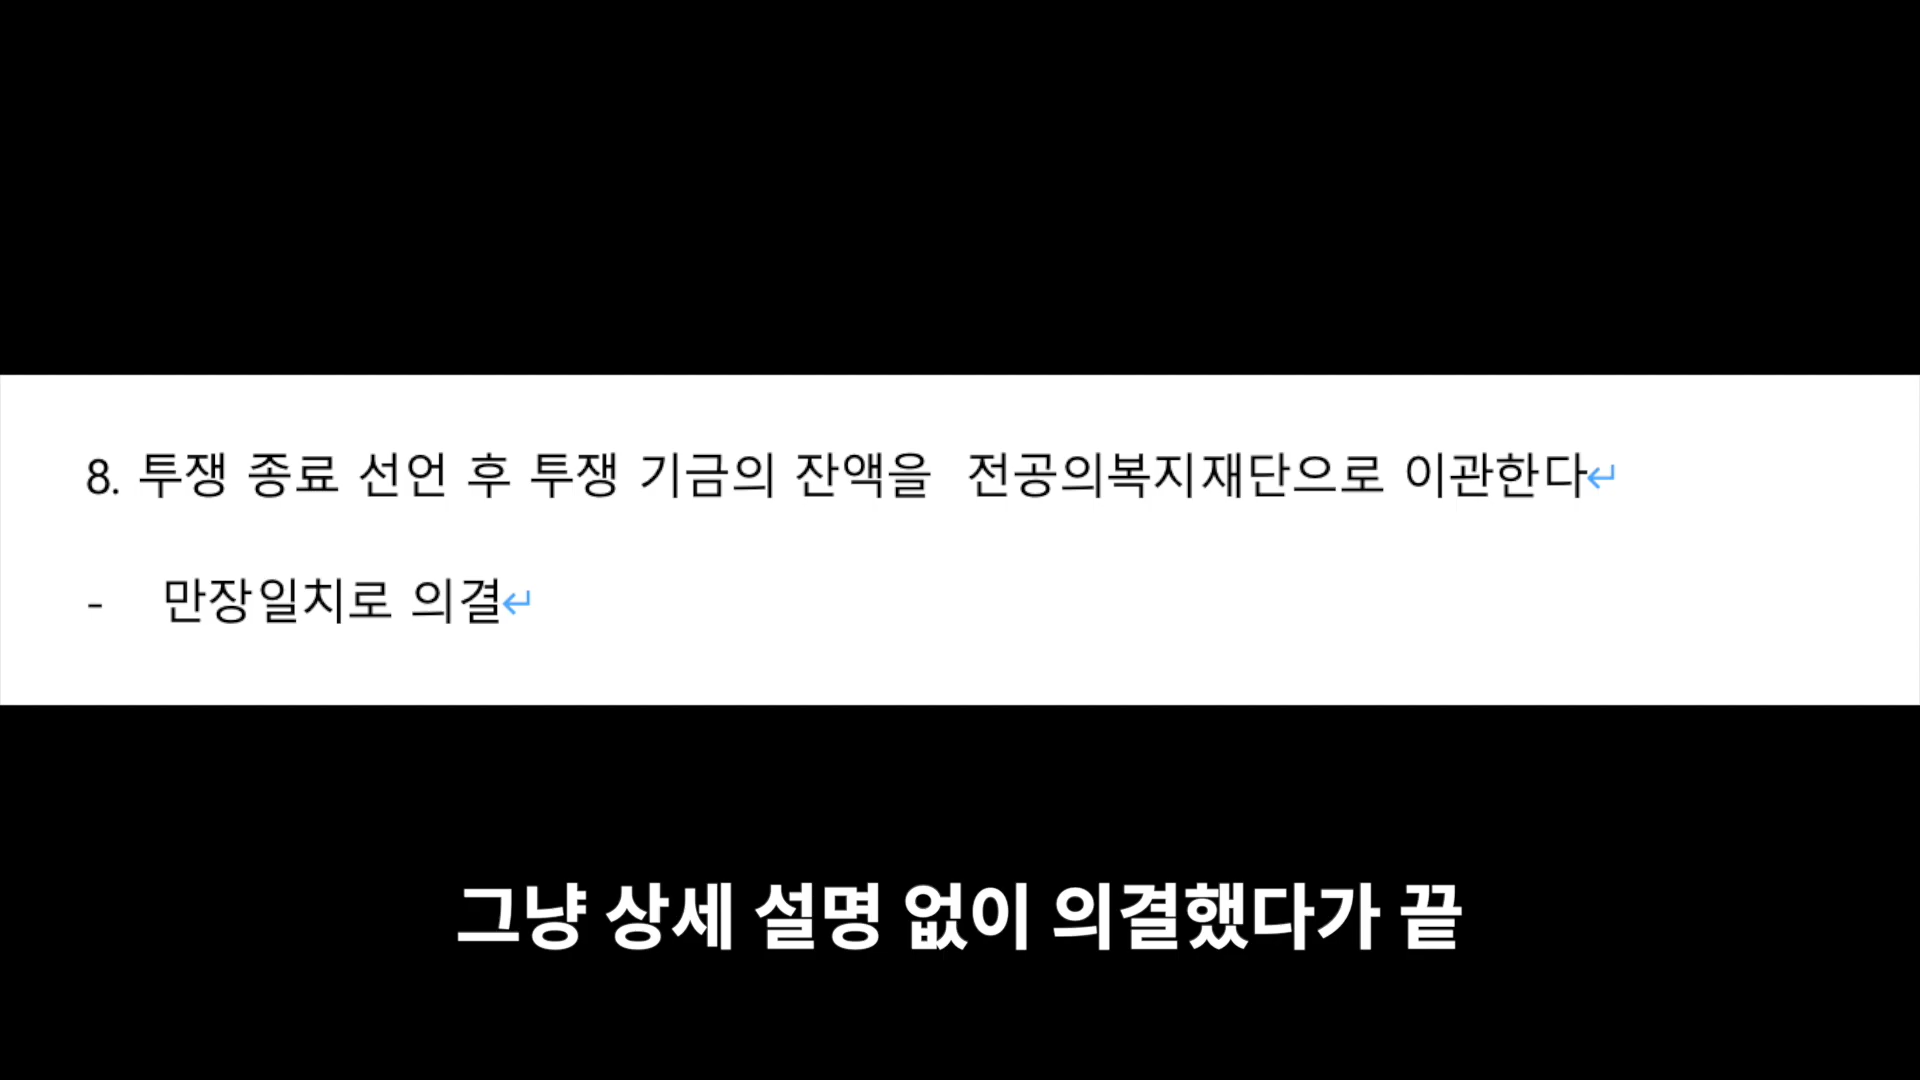 8. 투쟁 종료 선언 후 투쟁 기금의 잔액을 전공의복지재단으로 이관한다↵
- 만장일치로 의결↵
그냥 상세 설명 없이 의결했다가 끝